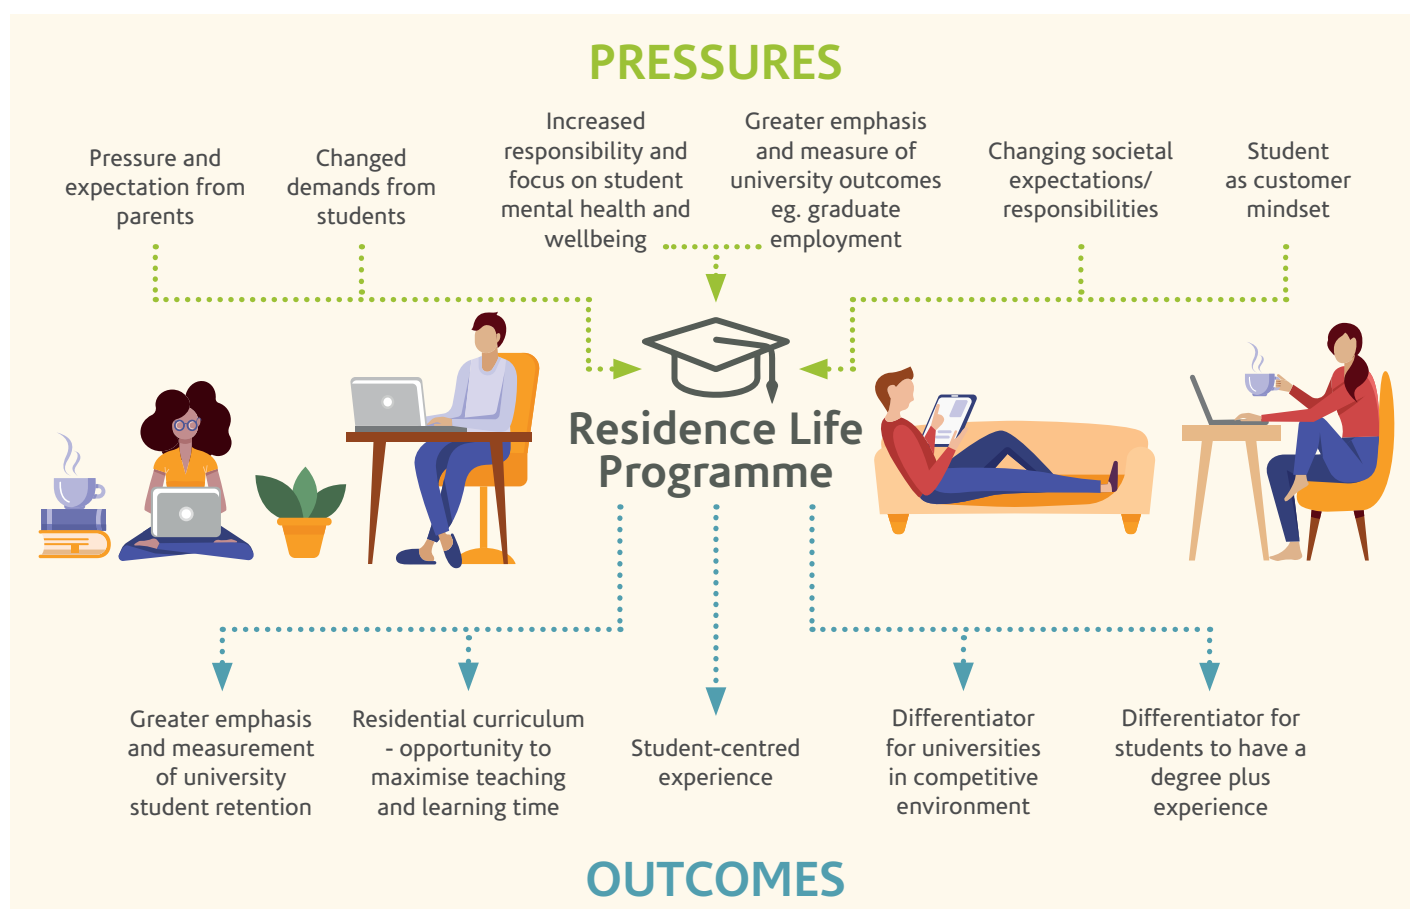 PRESSURES
Pressure and
expectation from
parents
Changed
demands from
students
Increased
responsibility and
focus on student
mental health and
wellbeing
Greater emphasis
and measure of
university outcomes
eg. graduate
employment
Changing societal
expectations/
responsibilities
Student
as customer
mindset
Residence Life
Programme
Greater emphasis
and measurement
of university
student retention
Residential curriculum
- opportunity to
maximise teaching
and learning time
Student-centred
experience
Differentiator
for universities
in competitive
environment
Differentiator for
students to have a
degree plus
experience
OUTCOMES